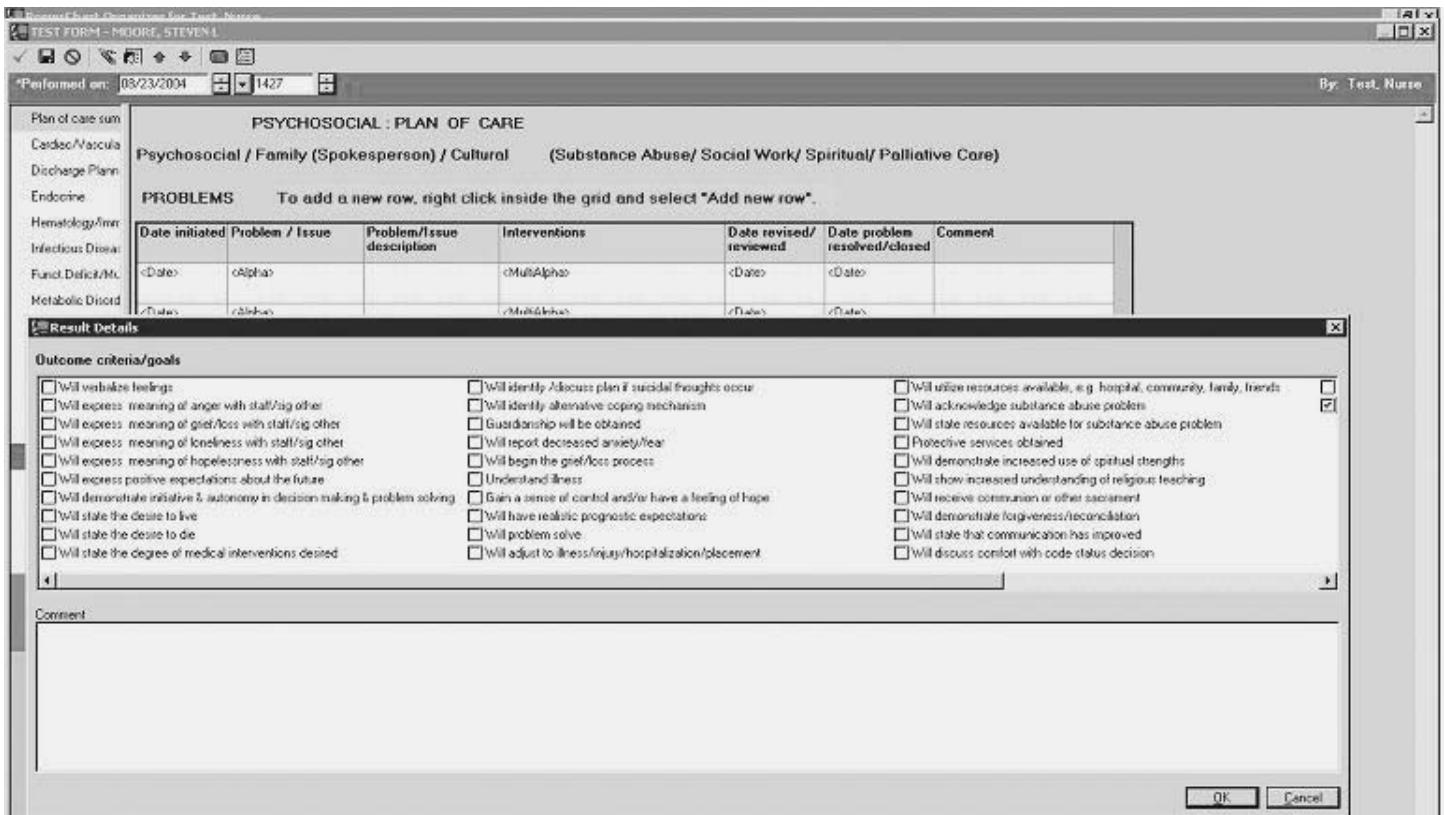 PowerChart Organizer for Test, Nurse
TEST FORM - MOORE, STEVEN L
*Performed on: 08/23/2004 1427 By: Test, Nurse
Plan of care sum
Cardiac/Vascula
Discharge Plann
Endocrine
Hematology/Imm
Infectious Diseas
Funct.Deficit/Mu
Metabolic Disord
PSYCHOSOCIAL : PLAN OF CARE
Psychosocial / Family (Spokesperson) / Cultural (Substance Abuse/ Social Work/ Spiritual/ Palliative Care)
PROBLEMS To add a new row, right click inside the grid and select "Add new row".
Date initiated Problem / Issue Problem/Issue description Interventions Date revised/ reviewed Date problem resolved/closed Comment
<Date> <Alpha> <MultiAlpha> <Date> <Date>
<Date> <Alpha> <MultiAlpha> <Date> <Date>
Result Details
Outcome criteria/goals
Will verbalize feelings
Will express meaning of anger with staff/sig other
Will express meaning of grief/loss with staff/sig other
Will express meaning of loneliness with staff/sig other
Will express meaning of hopelessness with staff/sig other
Will express positive expectations about the future
Will demonstrate initiative & autonomy in decision making & problem solving
Will state the desire to live
Will state the desire to die
Will state the degree of medical interventions desired
Will identify /discuss plan if suicidal thoughts occur
Will identify alternative coping mechanism
Guardianship will be obtained
Will report decreased anxiety/fear
Will begin the grief/loss process
Understand illness
Gain a sense of control and/or have a feeling of hope
Will have realistic prognostic expectations
Will problem solve
Will adjust to illness/injury/hospitalization/placement
Will utilize resources available, e.g. hospital, community, family, friends
Will acknowledge substance abuse problem
Will state resources available for substance abuse problem
Protective services obtained
Will demonstrate increased use of spiritual strengths
Will show increased understanding of religious teaching
Will receive communion or other sacrament
Will demonstrate forgiveness/reconciliation
Will state that communication has improved
Will discuss comfort with code status decision
Comment
OK Cancel